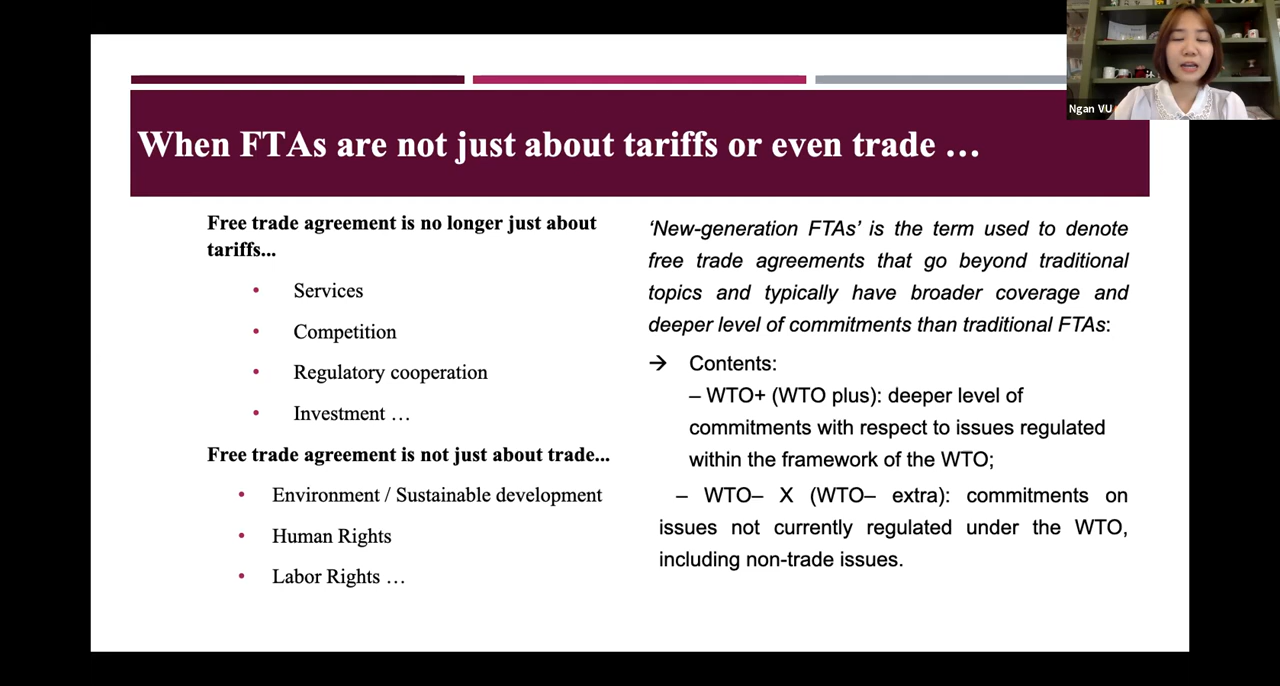 Ngan VU
When FTAs are not just about tariffs or even trade …
Free trade agreement is no longer just about
tariffs...
• Services
• Competition
• Regulatory cooperation
• Investment …
Free trade agreement is not just about trade...
• Environment / Sustainable development
• Human Rights
• Labor Rights …
‘New-generation FTAs’ is the term used to denote
free trade agreements that go beyond traditional
topics and typically have broader coverage and
deeper level of commitments than traditional FTAs:
→ Contents:
– WTO+ (WTO plus): deeper level of
commitments with respect to issues regulated
within the framework of the WTO;
– WTO– X (WTO– extra): commitments on
issues not currently regulated under the WTO,
including non-trade issues.